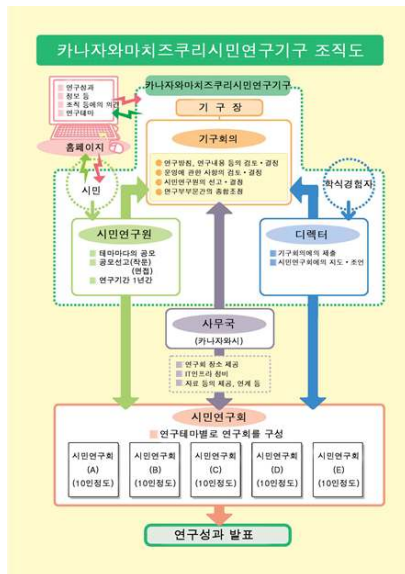 카나자와마치즈쿠리시민연구기구 조직도
연구성과
정보 등
조직 등에의 의견
연구테마
홈페이지
카나자와마치즈쿠리시민연구기구
기 구 장
기구회의
연구방침, 연구내용 등의 검토・결정
운영에 관한 사항의 검토・결정
시민연구원의 선고・결정
연구부문간의 종합조정
시민
학식경험자
시민연구원
테마마다의 공모
공모선고(작문)
(면접)
연구기간 1년간
디렉터
기구회의에의 제출
시민연구회에의 지도・조언
사무국
(카나자와시)
연구회 장소 제공
IT인프라 정비
자료 등의 제공, 연계 등
시민연구회
연구테마별로 연구회를 구성
시민연구회
(A)
(10인정도)
시민연구회
(B)
(10인정도)
시민연구회
(C)
(10인정도)
시민연구회
(D)
(10인정도)
시민연구회
(E)
(10인정도)
연구성과 발표